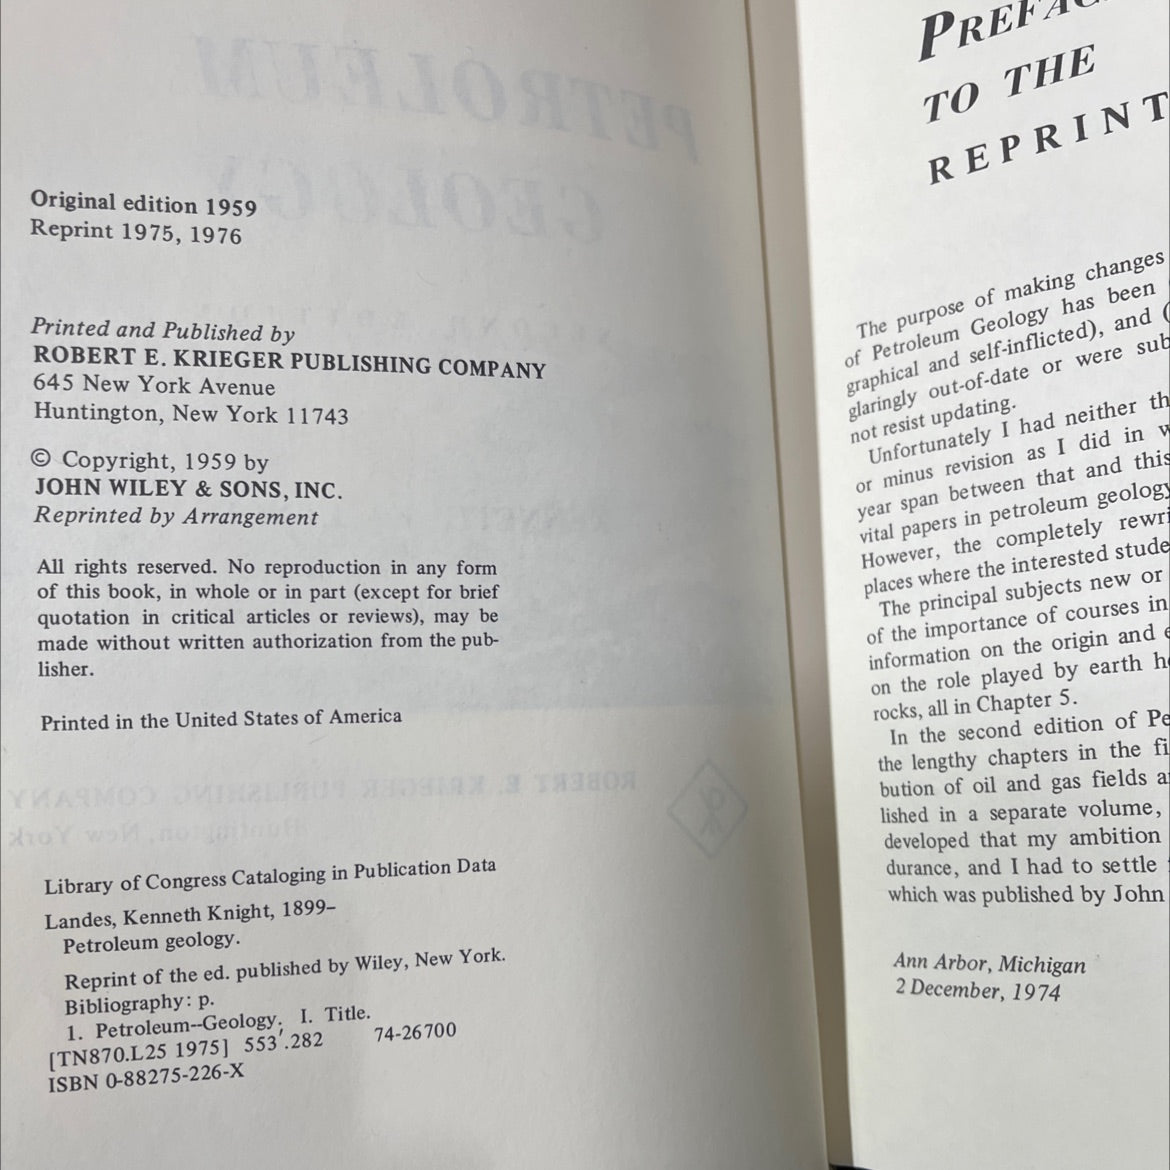 Original edition 1959
Reprint 1975, 1976
Printed and Published by
ROBERT E. KRIEGER PUBLISHING COMPANY
645 New York Avenue
Huntington, New York 11743
© Copyright, 1959 by
JOHN WILEY & SONS, INC.
Reprinted by Arrangement
All rights reserved. No reproduction in any form
of this book, in whole or in part (except for brief
quotation in critical articles or reviews), may be
made without written authorization from the pub-
lisher.
Printed in the United States of America
Library of Congress Cataloging in Publication Data
Landes, Kenneth Knight, 1899–
Petroleum geology.
Reprint of the ed. published by Wiley, New York.
Bibliography: p.
1. Petroleum--Geology. I. Title.
[TN870.L25 1975] 553'.282 74-26700
ISBN 0-88275-226-X
TO THE
REPRINT
The purpose of making changes
of Petroleum Geology has been
graphical and self-inflicted), and (
glaringly out-of-date or were
not resist updating.
Unfortunately I had neither
or minus revision as I did in
year span between that and this
vital papers in petroleum geology
However, the completely
places where the interested
The principal subjects new or
of the importance of courses in
information on the origin and
on the role played by earth
rocks, all in Chapter 5.
In the second edition of
the lengthy chapters in the
bution of oil and gas fields
lished in a separate volume,
developed that my ambition
durance, and I had to settle
which was published by John
Ann Arbor, Michigan
2 December, 1974